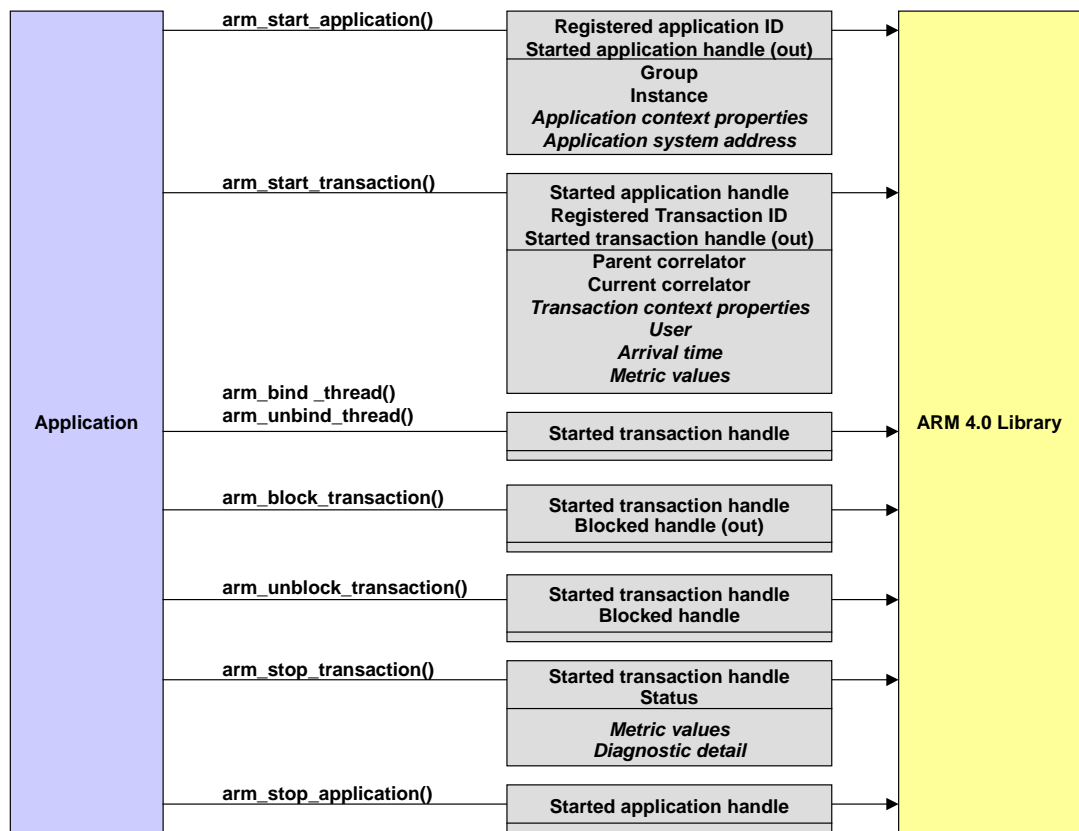 arm_start_application()
Registered application ID
Started application handle (out)
Group
Instance
Application context properties
Application system address
arm_start_transaction()
Started application handle
Registered Transaction ID
Started transaction handle (out)
Parent correlator
Current correlator
Transaction context properties
User
Arrival time
Metric values
Application
arm_bind _thread()
arm_unbind_thread()
Started transaction handle
ARM 4.0 Library
arm_block_transaction()
Started transaction handle
Blocked handle (out)
arm_unblock_transaction()
Started transaction handle
Blocked handle
arm_stop_transaction()
Started transaction handle
Status
Metric values
Diagnostic detail
arm_stop_application()
Started application handle